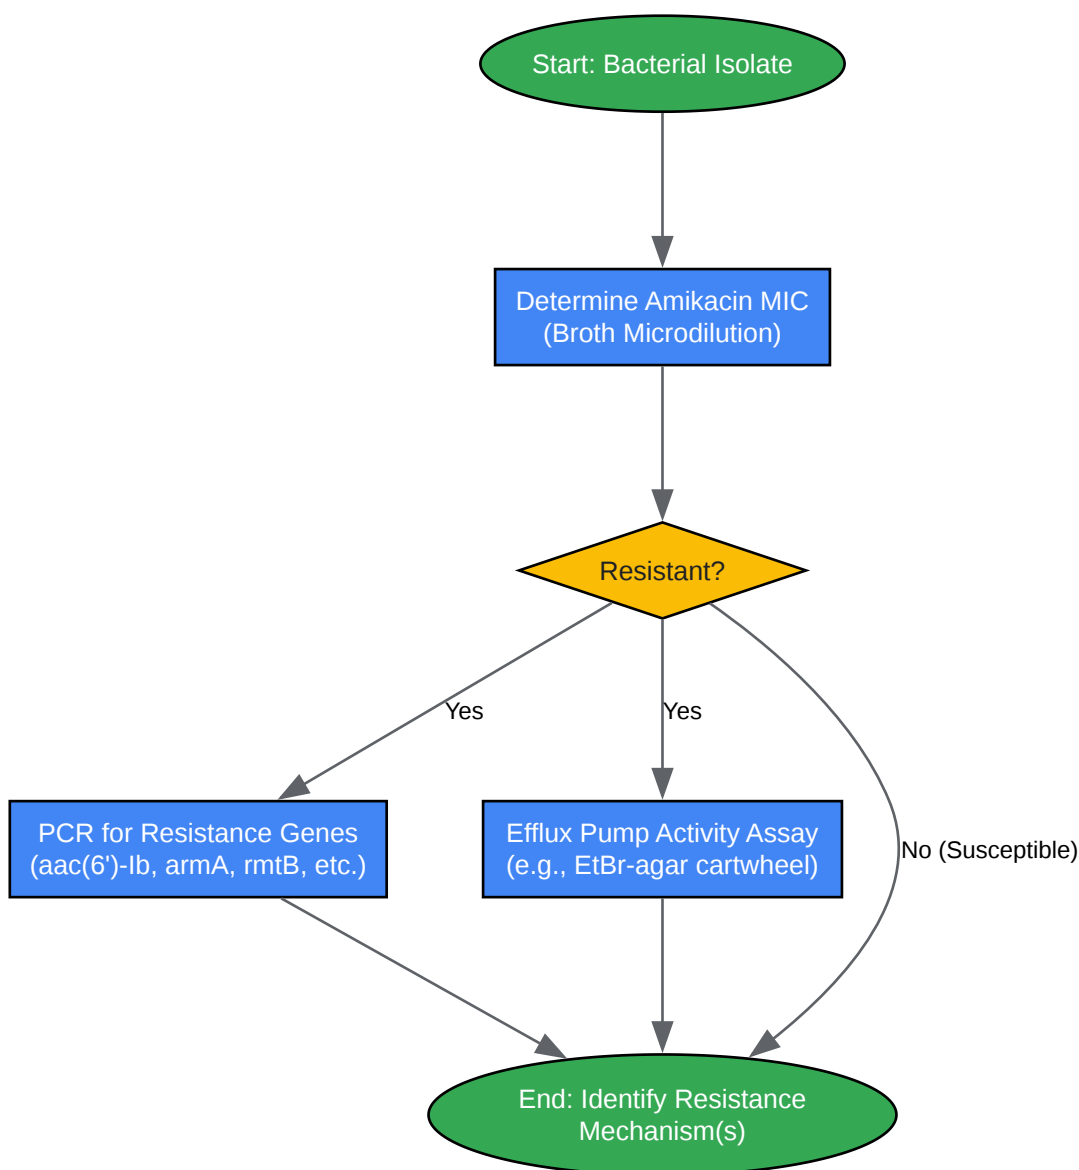 Start: Bacterial Isolate
Determine Amikacin MIC
(Broth Microdilution)
Resistant?
Yes
Yes
PCR for Resistance Genes
(aac(6')-Ib, armA, rmtB, etc.)
Efflux Pump Activity Assay
(e.g., EtBr-agar cartwheel)
No (Susceptible)
End: Identify Resistance
Mechanism(s)